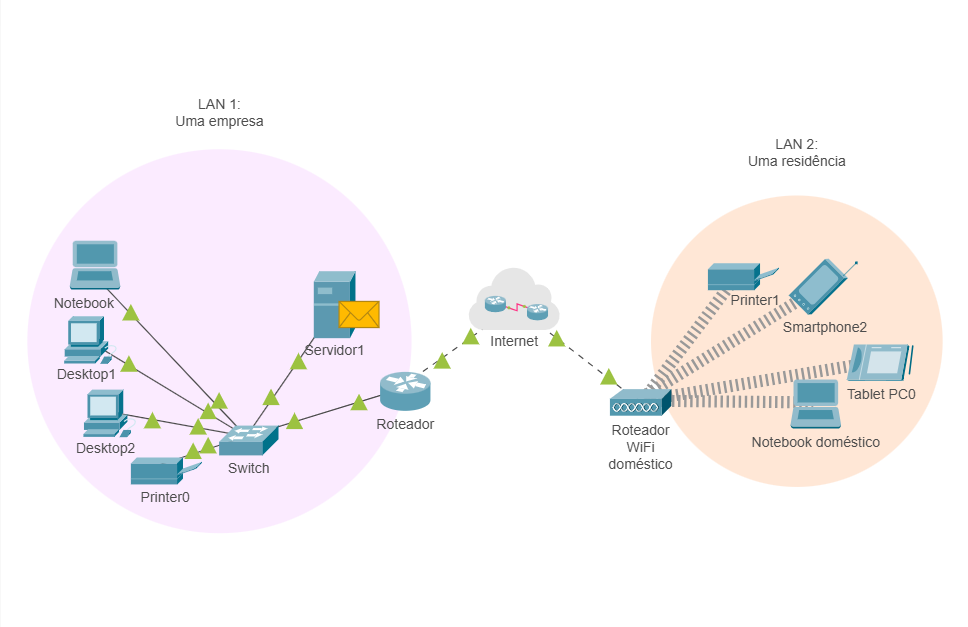 LAN 1:
Uma empresa
LAN 2:
Uma residência
Notebook
Desktop1
Desktop2
Printer0
Switch
Servidor1
Roteador
Internet
Roteador
WiFi
doméstico
Printer1
Smartphone2
Tablet PC0
Notebook doméstico